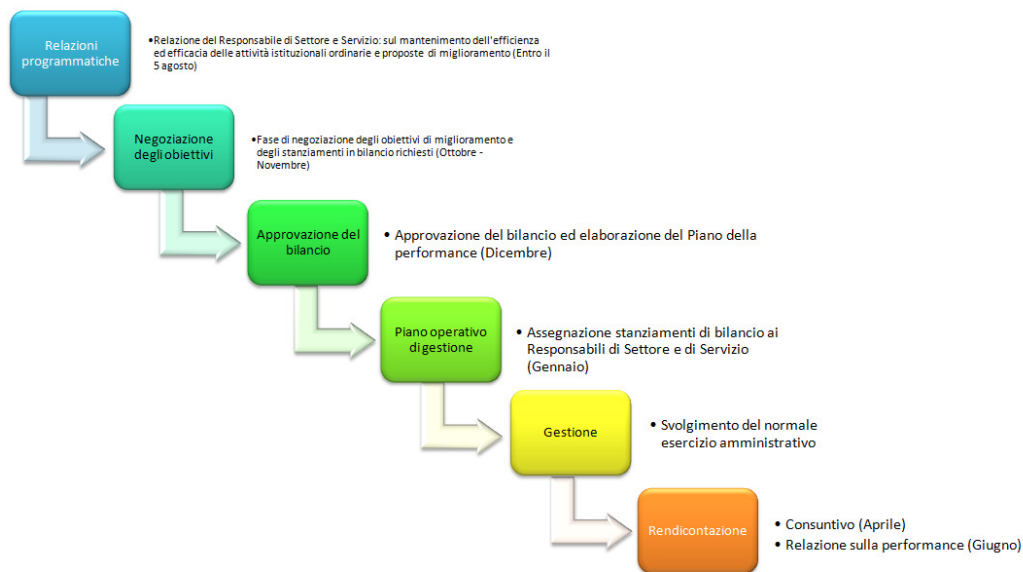 Relazioni
programmatiche
•Relazione del Responsabile di Settore e Servizio: sul mantenimento dell'efficienza
ed efficacia delle attività istituzionali ordinarie e proposte di miglioramento (Entro il
5 agosto)
Negoziazione
degli obiettivi
•Fase di negoziazione degli obiettivi di miglioramento e
degli stanziamenti in bilancio richiesti (Ottobre -
Novembre)
Approvazione del
bilancio
• Approvazione del bilancio ed elaborazione del Piano della
performance (Dicembre)
Piano operativo
di gestione
• Assegnazione stanziamenti di bilancio ai
Responsabili di Settore e di Servizio
(Gennaio)
Gestione
• Svolgimento del normale
esercizio amministrativo
Rendicontazione
• Consuntivo (Aprile)
• Relazione sulla performance (Giugno)